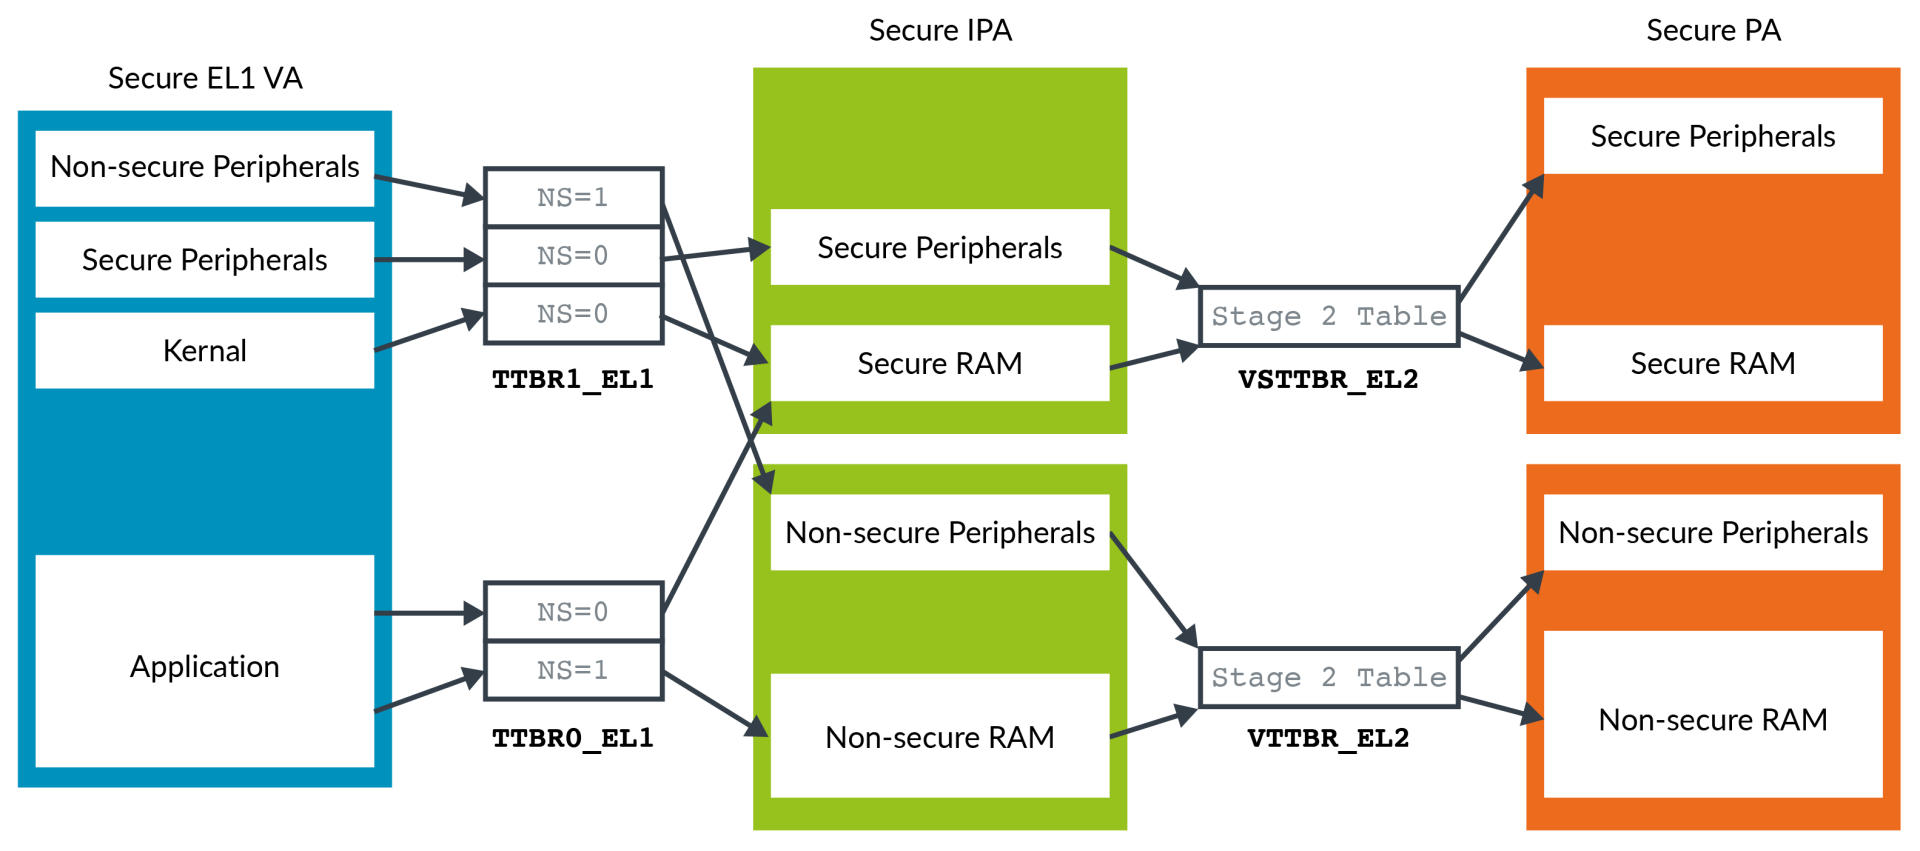 Secure EL1 VA
Non-secure Peripherals
Secure Peripherals
Kernal
Application
NS=1
NS=0
NS=0
TTBR1_EL1
NS=0
NS=1
TTBR0_EL1
Secure IPA
Secure Peripherals
Secure RAM
Non-secure Peripherals
Non-secure RAM
Stage 2 Table
VSTTBR_EL2
Stage 2 Table
VTTBR_EL2
Secure PA
Secure Peripherals
Secure RAM
Non-secure Peripherals
Non-secure RAM